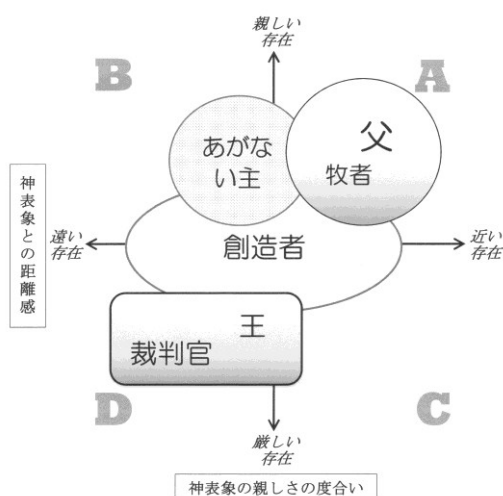 親しい
存在
B
A
あがな
い主
父
牧者
神表象との距離感
遠い
存在
創造者
近い
存在
王
裁判官
D
C
厳しい
存在
神表象の親しさの度合い